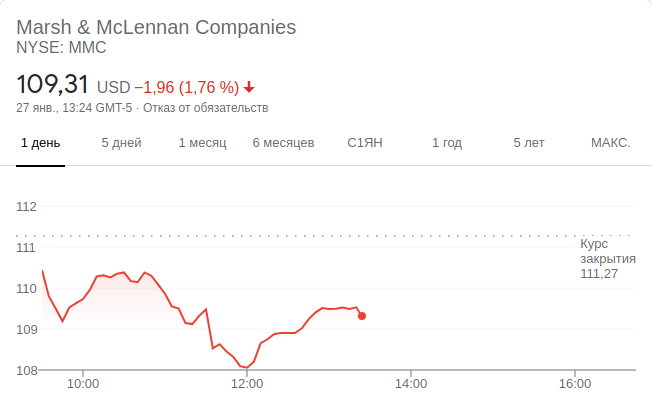 Marsh & McLennan Companies
NYSE: MMC
109,31 USD −1,96 (1,76 %)
27 янв., 13:24 GMT-5 · Отказ от обязательств
1 день 5 дней 1 месяц 6 месяцев С1ЯН 1 год 5 лет МАКС.
112
111
110
109
108
Курс
закрытия
111,27
10:00 12:00 14:00 16:00